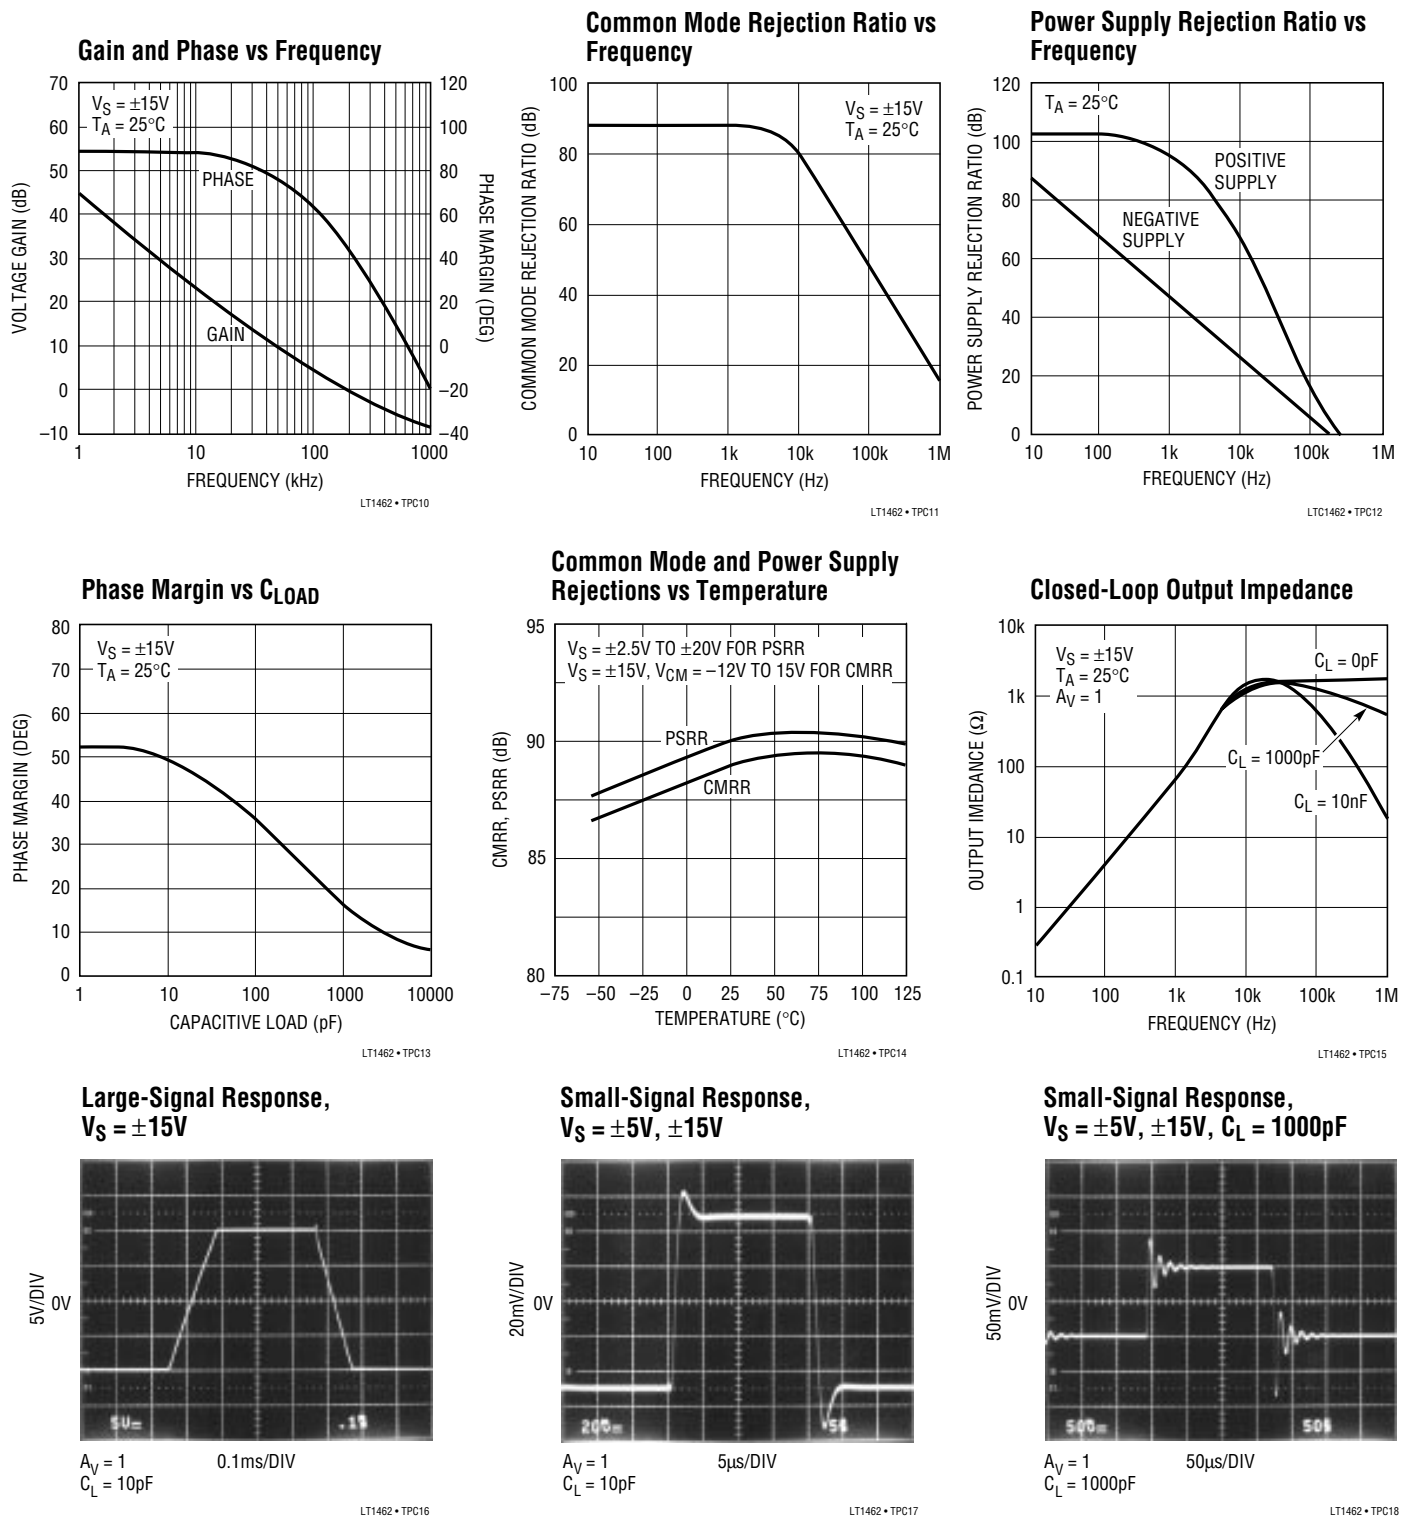 Gain and Phase vs Frequency
70
60
50
40
30
20
10
0
–10
VOLTAGE GAIN (dB)
VS = ±15V
TA = 25°C
PHASE
GAIN
120
100
80
60
40
20
0
–20
–40
PHASE MARGIN (DEG)
1 10 100 1000
FREQUENCY (kHz)
LT1462 • TPC10
Common Mode Rejection Ratio vs
Frequency
100
80
60
40
20
0
COMMON MODE REJECTION RATIO (dB)
VS = ±15V
TA = 25°C
10 100 1k 10k 100k 1M
FREQUENCY (Hz)
LT1462 • TPC11
Power Supply Rejection Ratio vs
Frequency
120
100
80
60
40
20
0
POWER SUPPLY REJECTION RATIO (dB)
TA = 25°C
POSITIVE
SUPPLY
NEGATIVE
SUPPLY
10 100 1k 10k 100k 1M
FREQUENCY (Hz)
LTC1462 • TPC12
Phase Margin vs CLOAD
80
70
60
50
40
30
20
10
0
PHASE MARGIN (DEG)
VS = ±15V
TA = 25°C
1 10 100 1000 10000
CAPACITIVE LOAD (pF)
LT1462 • TPC13
Common Mode and Power Supply
Rejections vs Temperature
95
90
85
80
CMRR, PSRR (dB)
VS = ±2.5V TO ±20V FOR PSRR
VS = ±15V, VCM = –12V TO 15V FOR CMRR
PSRR
CMRR
–75 –50 –25 0 25 50 75 100 125
TEMPERATURE (°C)
LT1462 • TPC14
Closed-Loop Output Impedance
10k
1k
100
10
1
0.1
OUTPUT IMEDANCE (Ω)
VS = ±15V
TA = 25°C
AV = 1
CL = 0pF
CL = 1000pF
CL = 10nF
10 100 1k 10k 100k 1M
FREQUENCY (Hz)
LT1462 • TPC15
Large-Signal Response,
VS = ±15V
5V/DIV
0V
AV = 1 0.1ms/DIV
CL = 10pF
LT1462 • TPC16
Small-Signal Response,
VS = ±5V, ±15V
20mV/DIV
0V
AV = 1 5µs/DIV
CL = 10pF
LT1462 • TPC17
Small-Signal Response,
VS = ±5V, ±15V, CL = 1000pF
50mV/DIV
0V
AV = 1 50µs/DIV
CL = 1000pF
LT1462 • TPC18